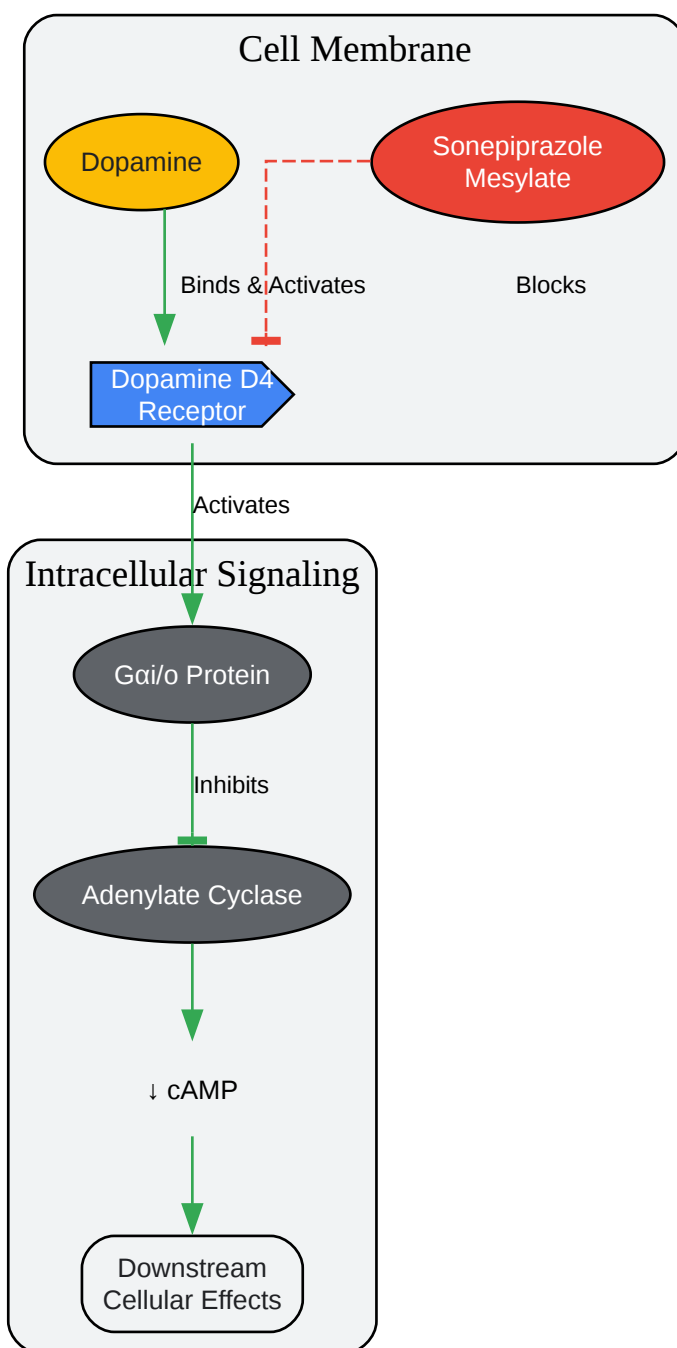 Cell Membrane
Dopamine
Sonepiprazole
Mesylate
Binds & Activates
Blocks
Dopamine D4
Receptor
Activates
Intracellular Signaling
Gαi/o Protein
Inhibits
Adenylate Cyclase
↓ cAMP
Downstream
Cellular Effects